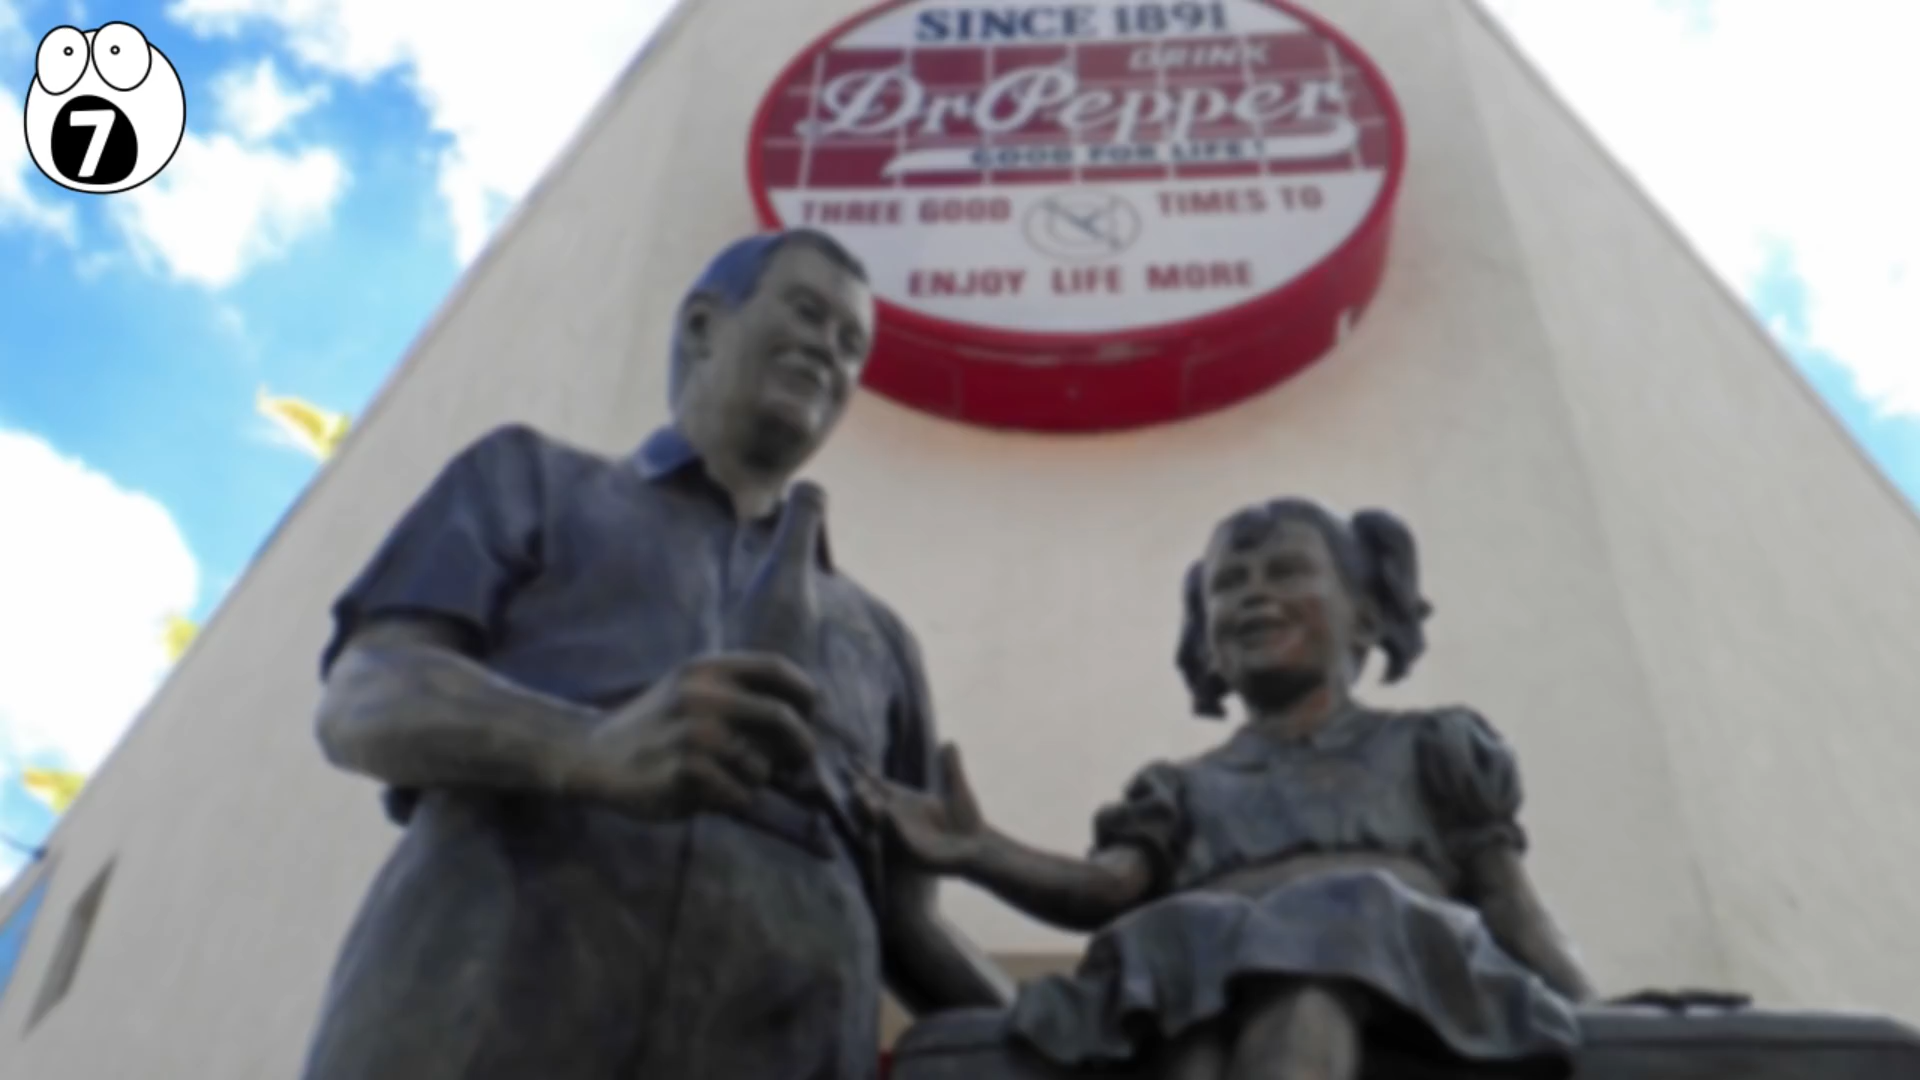 7
SINCE 1891
DRINK
Dr Pepper
GOOD FOR LIFE!
THREE GOOD TIMES TO
ENJOY LIFE MORE